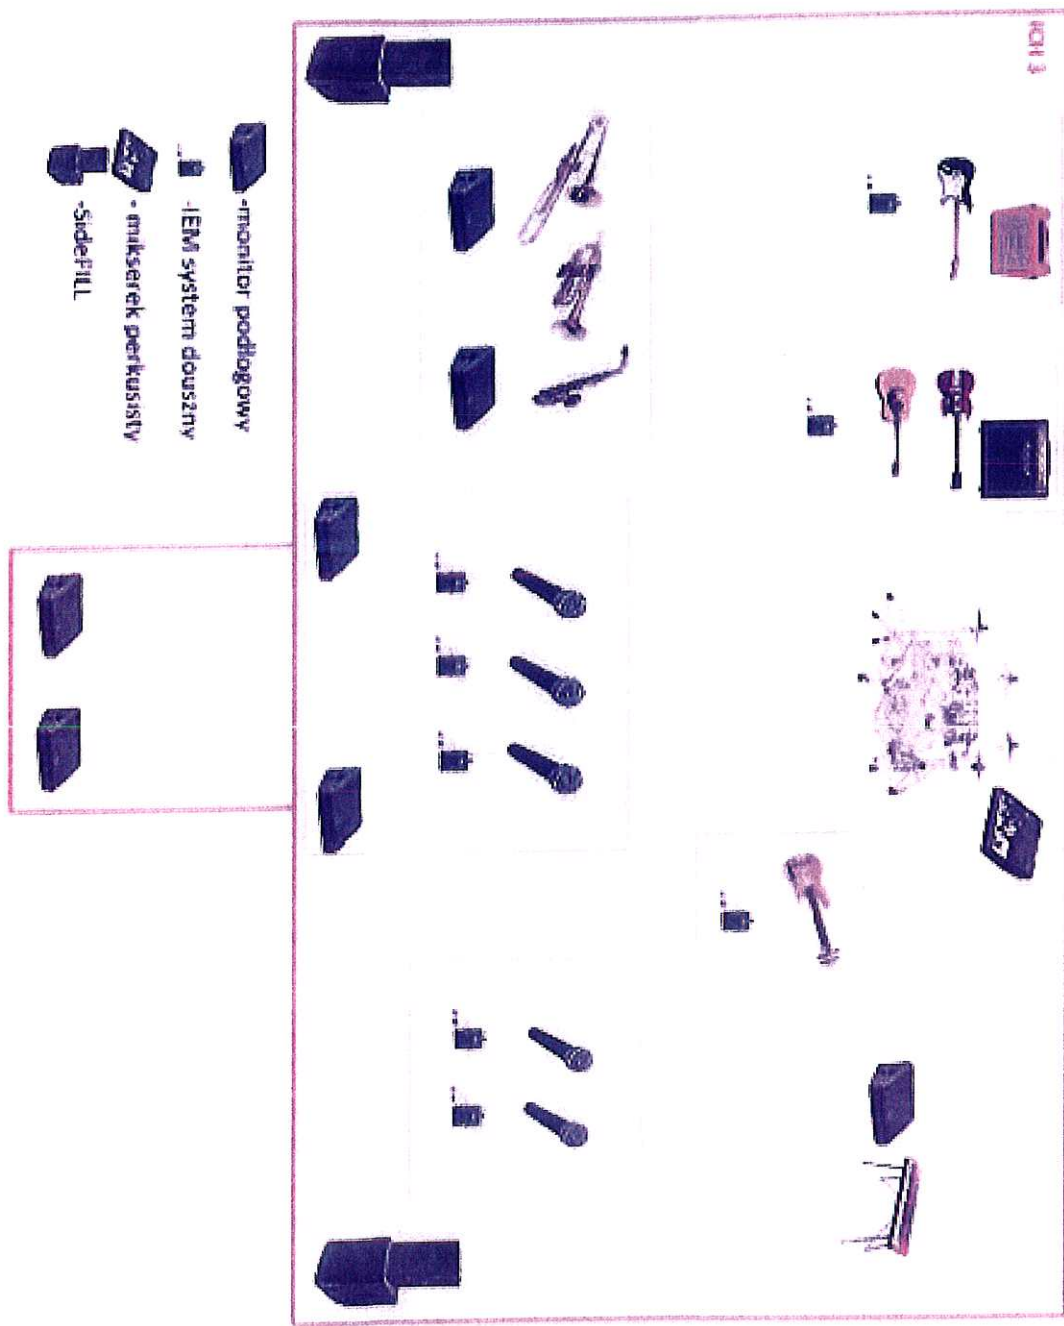 -monitor podłogowy
-IEM system douszny
- mikserek perkusisty
-SideFILL